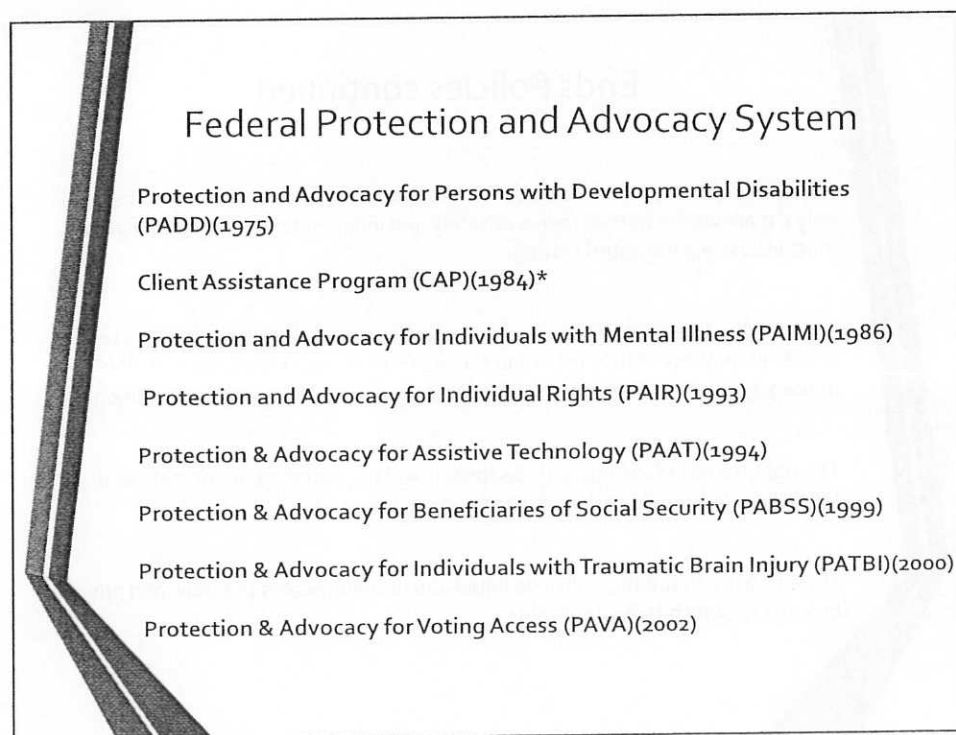 Federal Protection and Advocacy System
Protection and Advocacy for Persons with Developmental Disabilities
(PADD)(1975)
Client Assistance Program (CAP)(1984)*
Protection and Advocacy for Individuals with Mental Illness (PAIMI)(1986)
Protection and Advocacy for Individual Rights (PAIR)(1993)
Protection & Advocacy for Assistive Technology (PAAT)(1994)
Protection & Advocacy for Beneficiaries of Social Security (PABSS)(1999)
Protection & Advocacy for Individuals with Traumatic Brain Injury (PATBI)(2000)
Protection & Advocacy for Voting Access (PAVA)(2002)